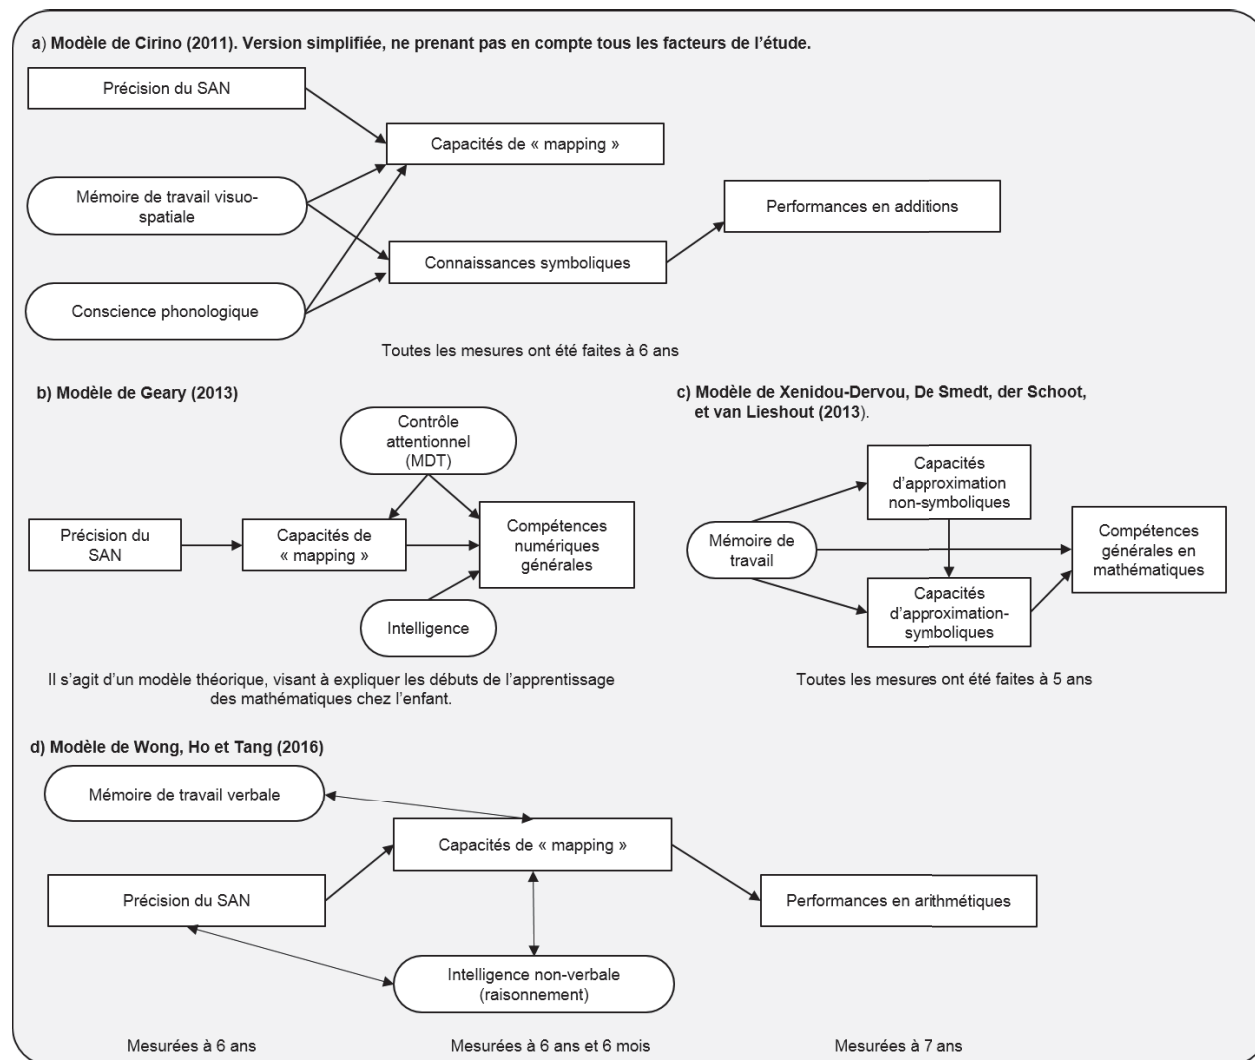 a) Modèle de Cirino (2011). Version simplifiée, ne prenant pas en compte tous les facteurs de l'étude.
Précision du SAN
Capacités de « mapping »
Mémoire de travail visuo-
spatiale
Performances en additions
Connaissances symboliques
Conscience phonologique
Toutes les mesures ont été faites à 6 ans
b) Modèle de Geary (2013)
Contrôle
attentionnel
(MDT)
Précision du
SAN
Capacités de
« mapping »
Compétences
numériques
générales
Intelligence
Il s'agit d'un modèle théorique, visant à expliquer les débuts de l'apprentissage
des mathématiques chez l'enfant.
c) Modèle de Xenidou-Dervou, De Smedt, der Schoot,
et van Lieshout (2013).
Capacités
d'approximation
non-symboliques
Mémoire de
travail
Compétences
générales en
mathématiques
Capacités
d'approximation-
symboliques
Toutes les mesures ont été faites à 5 ans
d) Modèle de Wong, Ho et Tang (2016)
Mémoire de travail verbale
Capacités de « mapping »
Précision du SAN
Performances en arithmétiques
Intelligence non-verbale
(raisonnement)
Mesurées à 6 ans
Mesurées à 6 ans et 6 mois
Mesurées à 7 ans